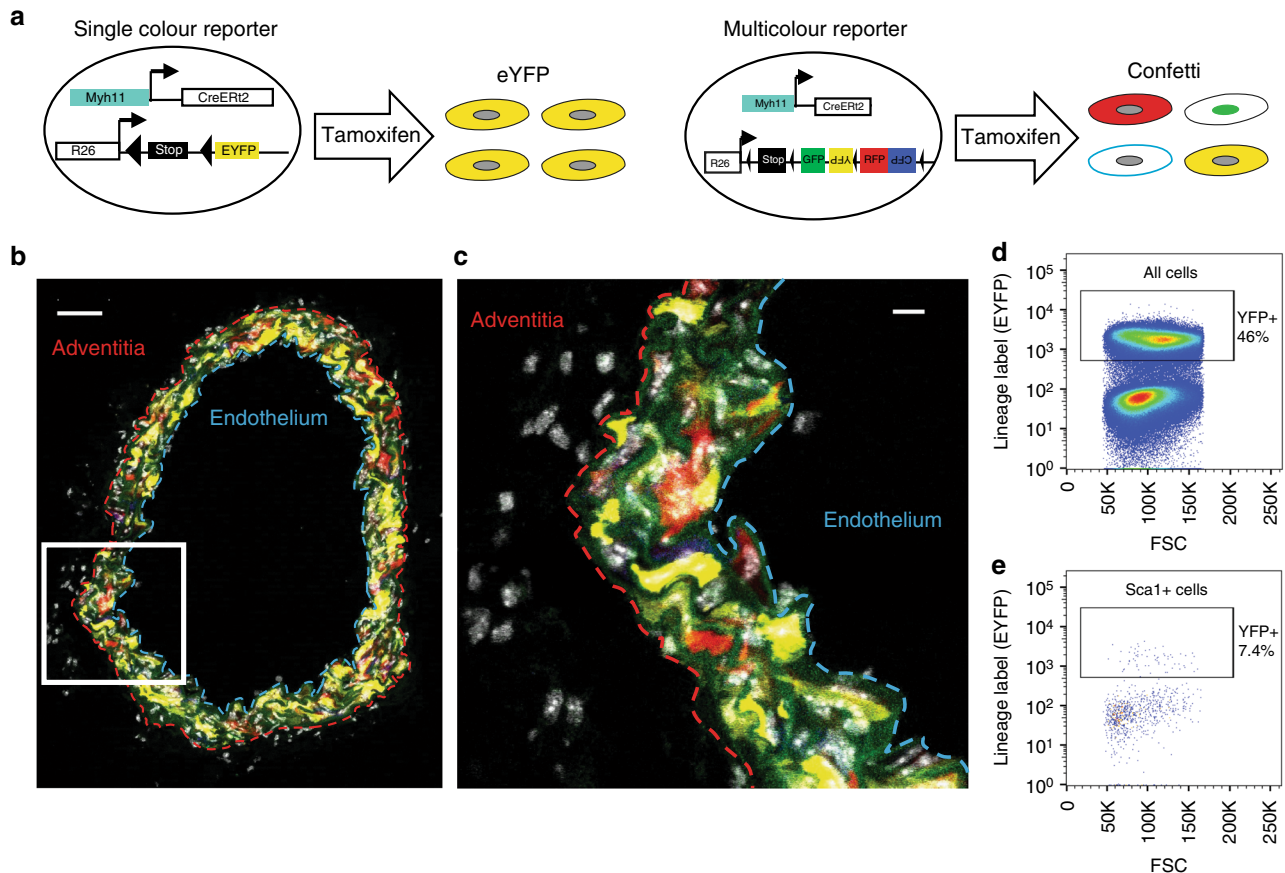 a
Single colour reporter
Myh11
CreERt2
R26
Stop
EYFP
Tamoxifen
eYFP
Multicolour reporter
Myh11
CreERt2
R26
Stop
GFP
YFP
RFP
CFP
Tamoxifen
Confetti
b
Adventitia
Endothelium
c
Adventitia
Endothelium
d
All cells
YFP+
46%
Lineage label (EYFP)
10⁵
10⁴
10³
10²
10¹
10⁰
0
50K
100K
150K
200K
250K
FSC
e
Sca1+ cells
YFP+
7.4%
Lineage label (EYFP)
10⁵
10⁴
10³
10²
10¹
10⁰
0
50K
100K
150K
200K
250K
FSC